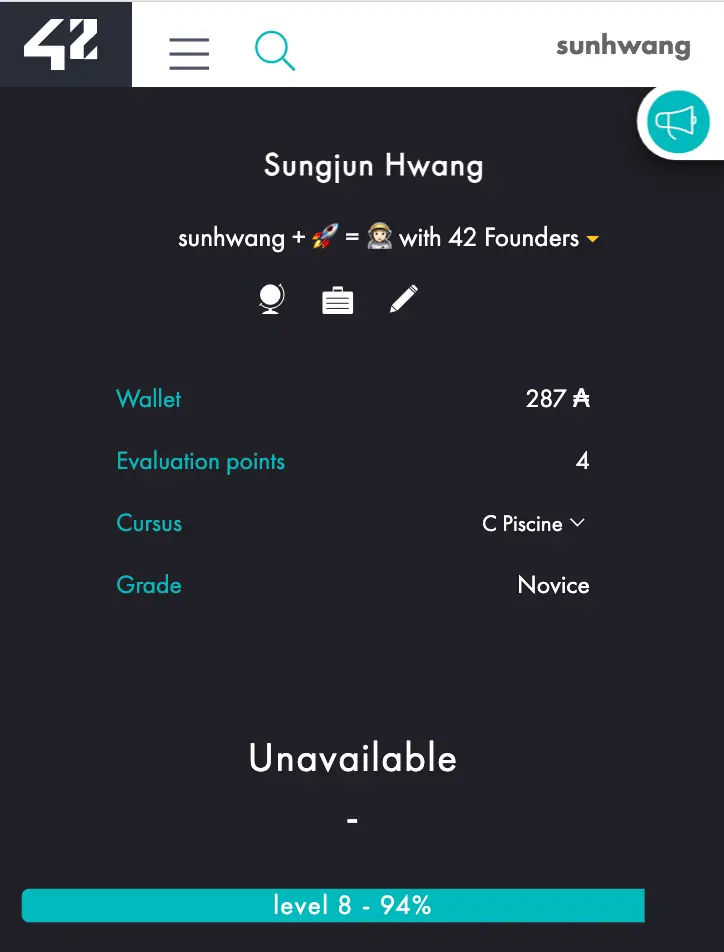 42
sunhwang
Sungjun Hwang
sunhwang + 🚀 = 👩‍🚀 with 42 Founders
Wallet 287 ₳
Evaluation points 4
Cursus C Piscine
Grade Novice
Unavailable
-
level 8 - 94%